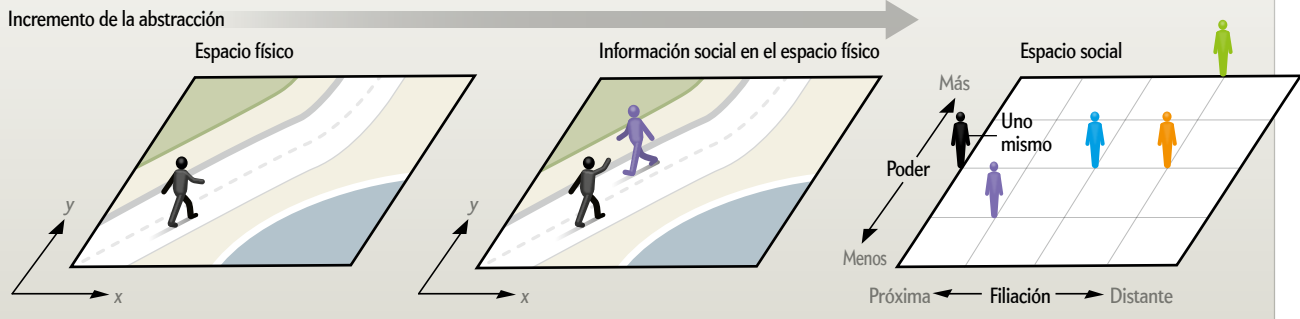 Incremento de la abstracción
Espacio físico
y
x
Información social en el espacio físico
y
x
Espacio social
Más
Uno
mismo
Poder
Menos
Próxima
Filiación
Distante